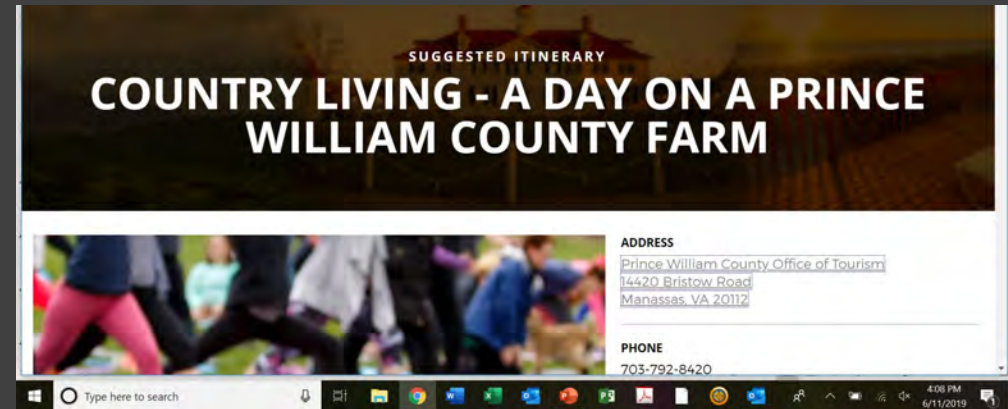 SUGGESTED ITINERARY
COUNTRY LIVING - A DAY ON A PRINCE
WILLIAM COUNTY FARM
ADDRESS
Prince William County Office of Tourism
14420 Bristow Road
Manassas, VA 20112
PHONE
703-792-8420
Type here to search
4:08 PM
6/11/2019